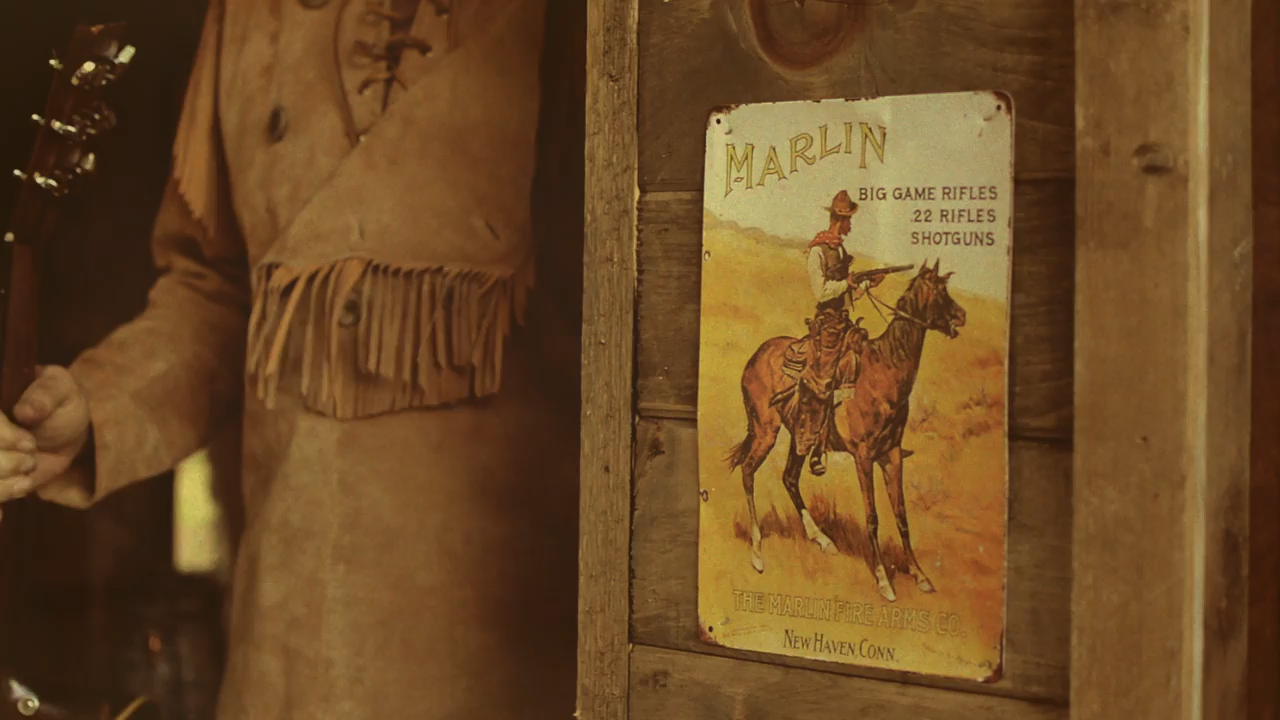 MARLIN
BIG GAME RIFLES
.22 RIFLES
SHOTGUNS
THE MARLIN FIRE ARMS CO.
NEW HAVEN, CONN.